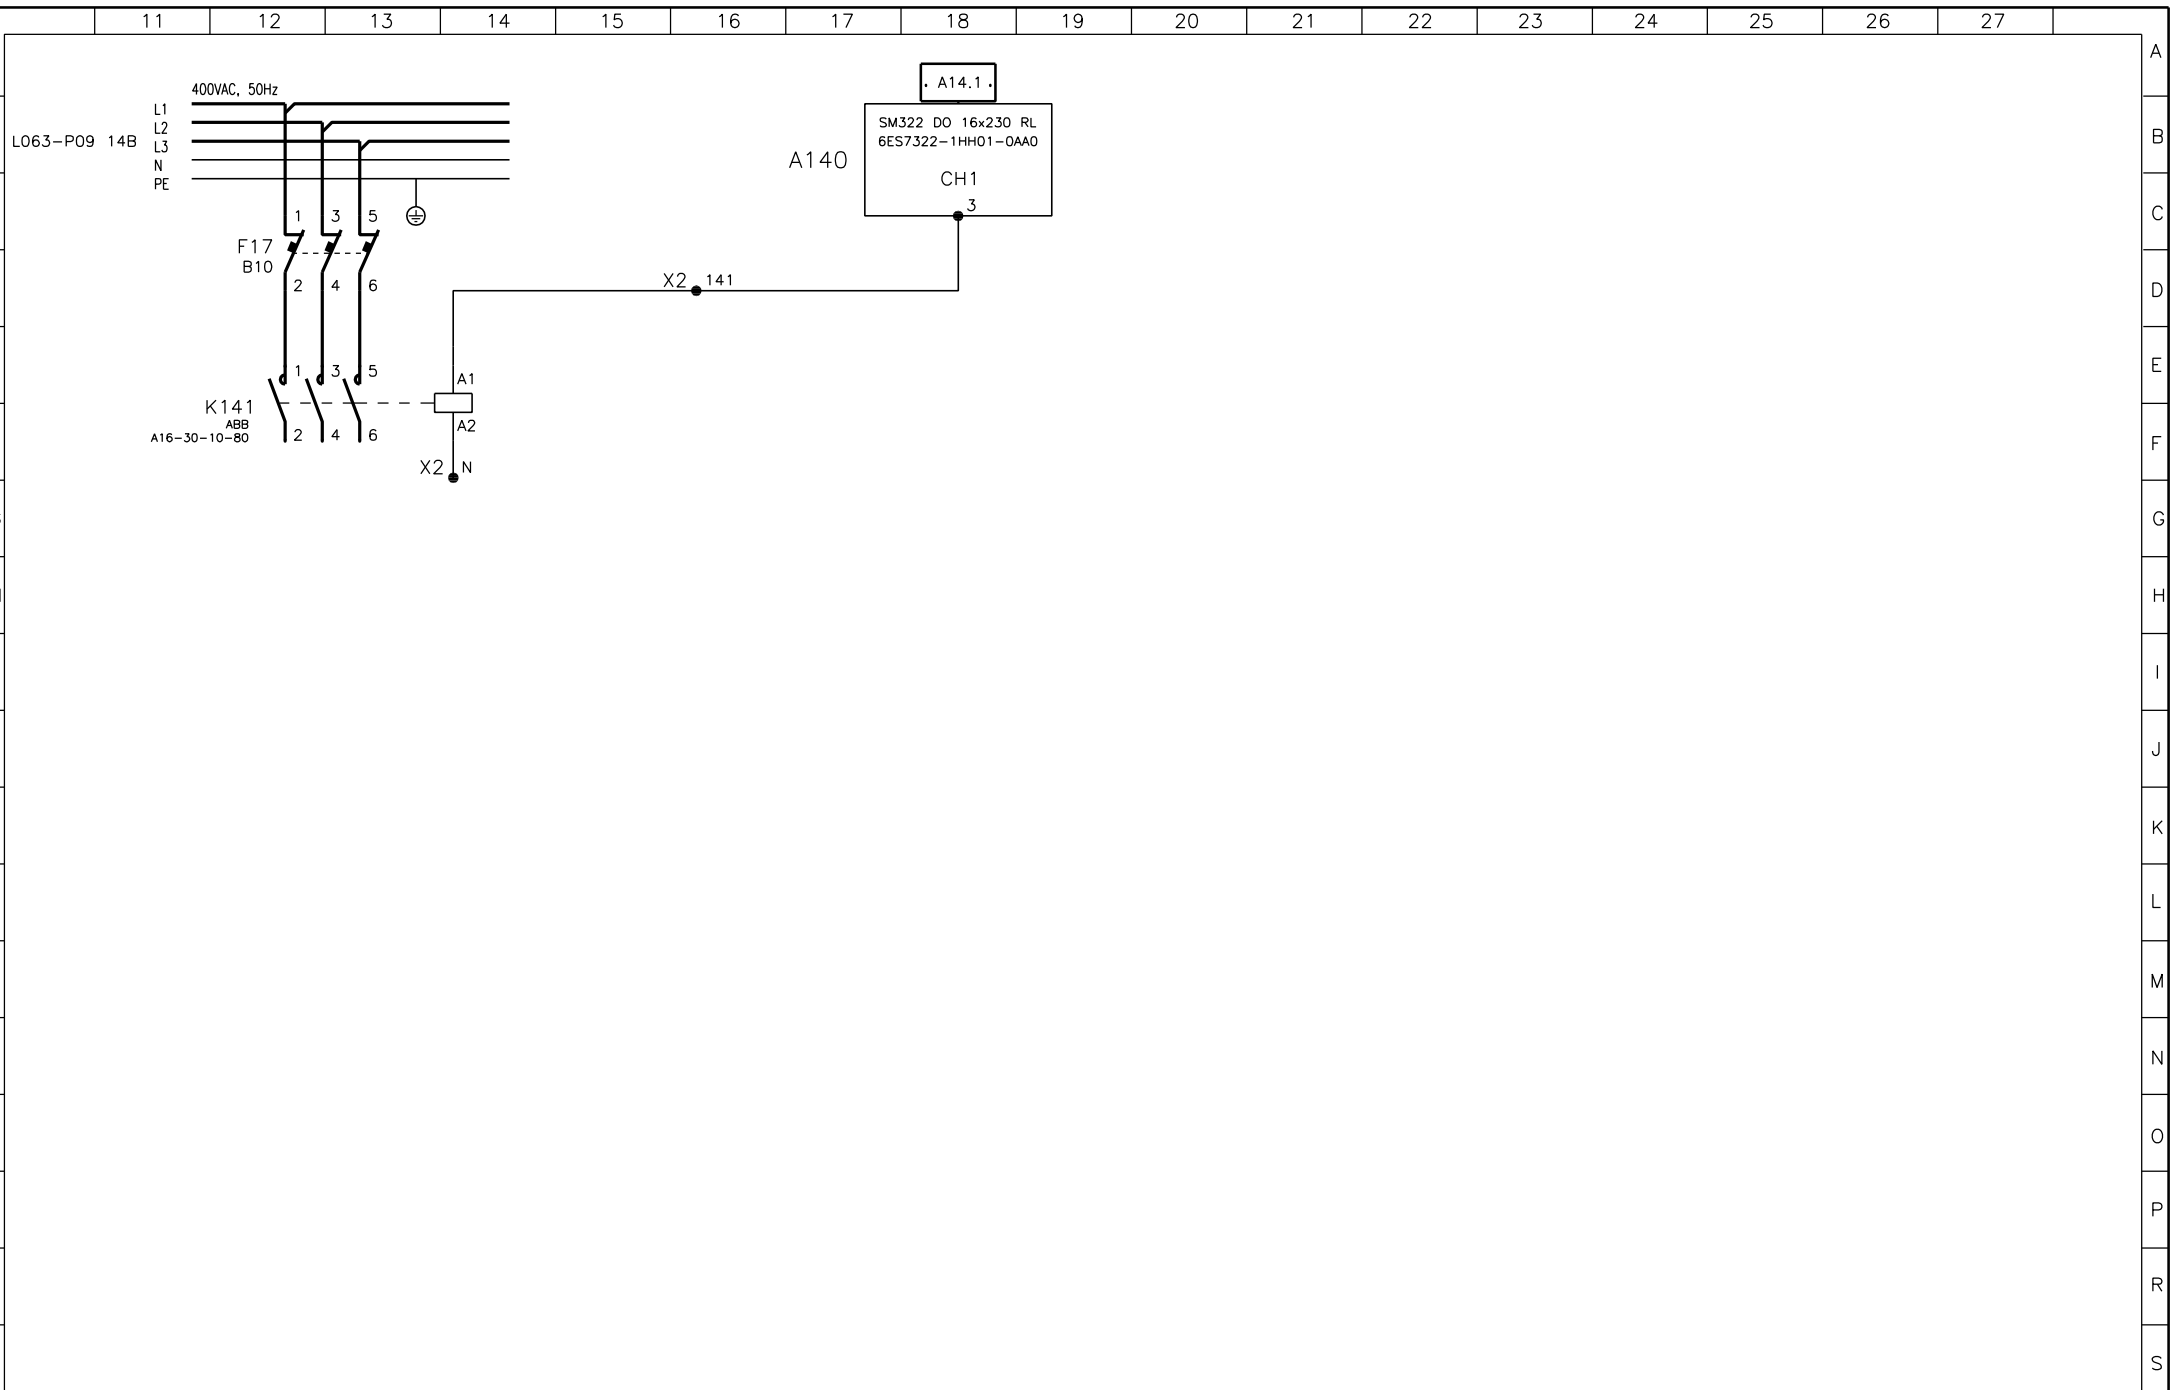 11 12 13 14 15 16 17 18 19 20 21 22 23 24 25 26 27
A
A14.1
400VAC, 50Hz
L1
L2
L063-P09 14B
L3
N
PE
SM322 DO 16x230 RL
6ES7322-1HH01-0AA0
A140
CH1
3
B
C
1 3 5
F17
B10
2 4 6
X2 141
D
E
1 3 5
A1
K141
ABB
A16-30-10-80
2 4 6
A2
X2 N
F
G
H
I
J
K
L
M
N
O
P
R
S